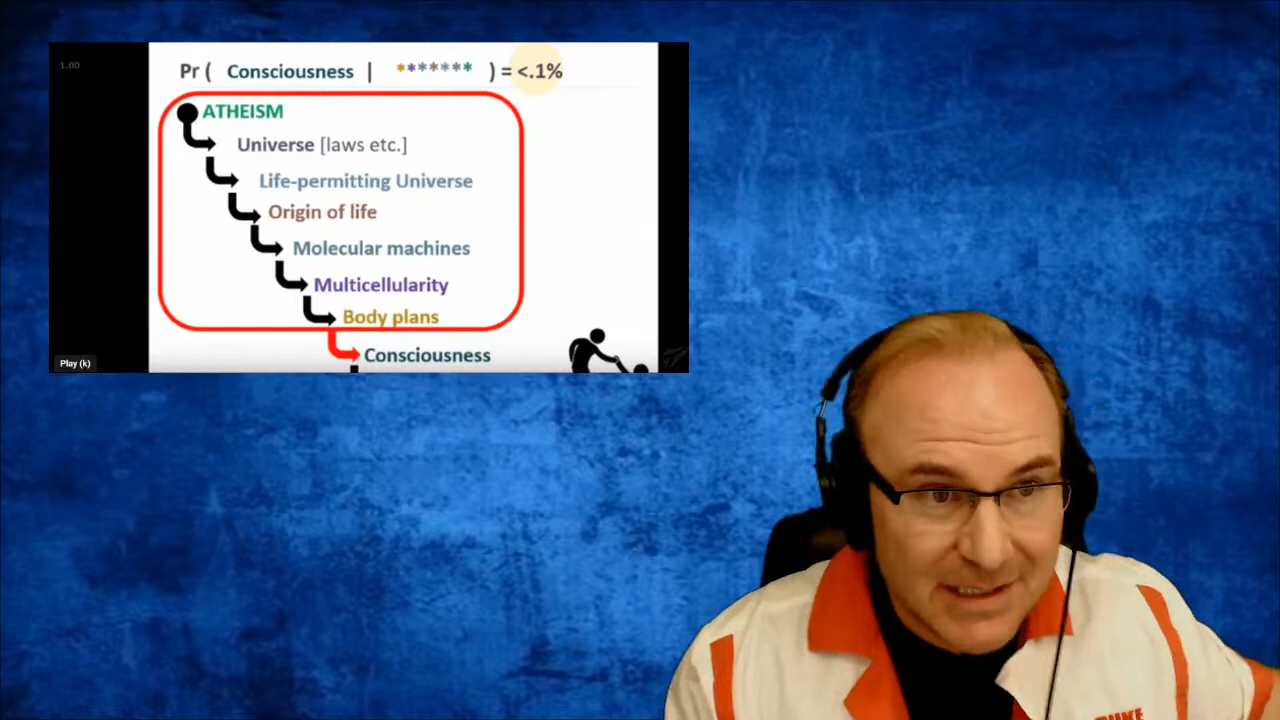 1.00
Pr ( Consciousness | ******* ) = <.1%
ATHEISM
Universe [laws etc.]
Life-permitting Universe
Origin of life
Molecular machines
Multicellularity
Body plans
Consciousness
Play (k)